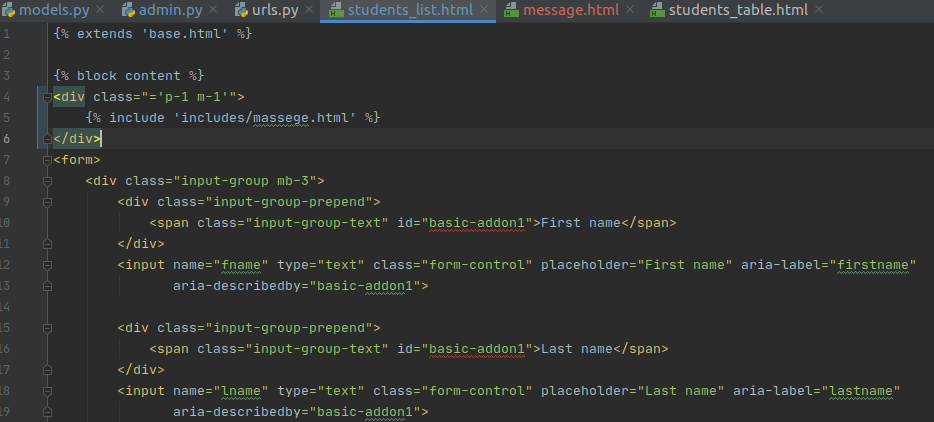 models.py admin.py urls.py students_list.html message.html students_table.html
1 {% extends 'base.html' %}
2
3 {% block content %}
4 <div class="='p-1 m-1'">
5 {% include 'includes/massege.html' %}
6 </div>
7 <form>
8 <div class="input-group mb-3">
9 <div class="input-group-prepend">
10 <span class="input-group-text" id="basic-addon1">First name</span>
11 </div>
12 <input name="fname" type="text" class="form-control" placeholder="First name" aria-label="firstname"
13 aria-describedby="basic-addon1">
14
15 <div class="input-group-prepend">
16 <span class="input-group-text" id="basic-addon1">Last name</span>
17 </div>
18 <input name="lname" type="text" class="form-control" placeholder="Last name" aria-label="lastname"
19 aria-describedby="basic-addon1">